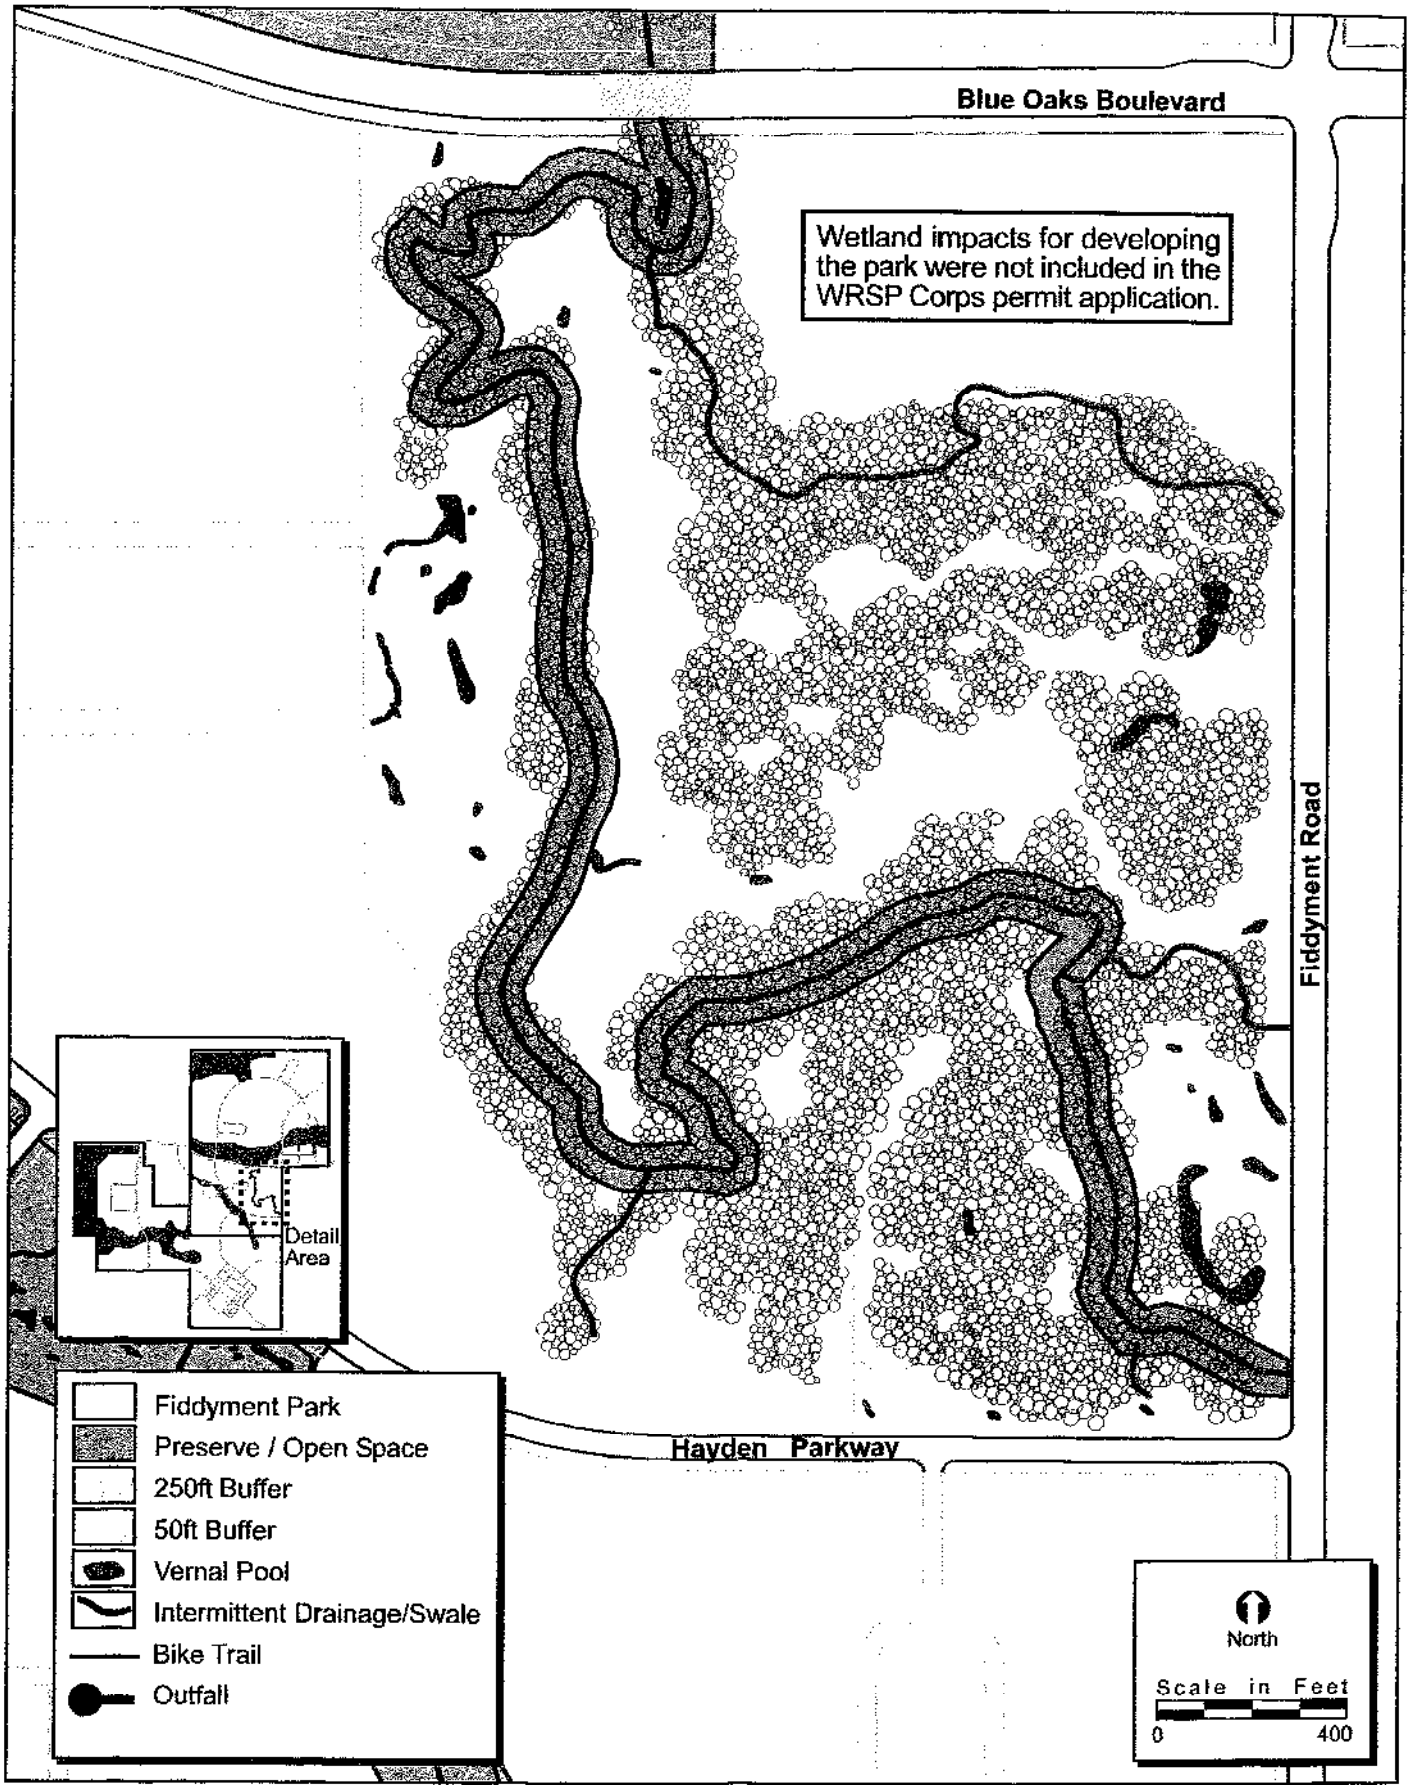 Blue Oaks Boulevard
Wetland impacts for developing
the park were not included in the
WRSP Corps permit application.
Fiddyment Road
Detail
Area
Fiddyment Park
Preserve / Open Space
250ft Buffer
50ft Buffer
Vernal Pool
Intermittent Drainage/Swale
Bike Trail
Outfall
Hayden Parkway
North
Scale in Feet
0 400